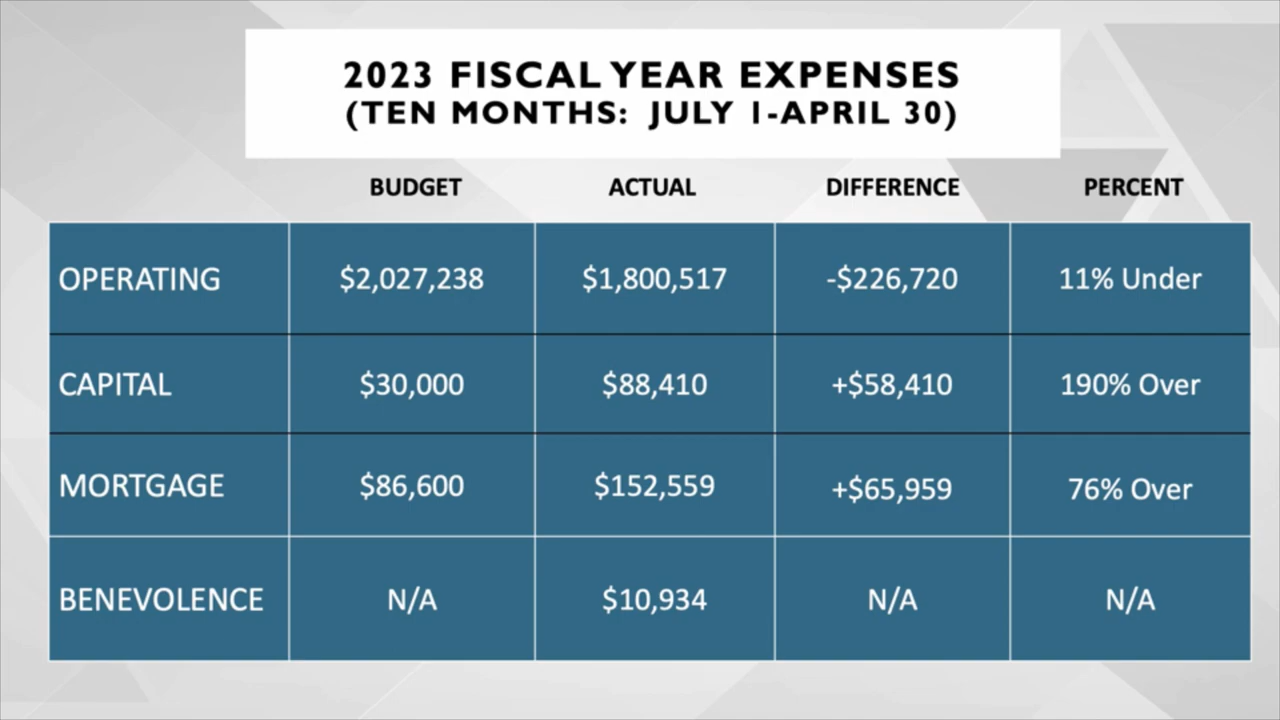 2023 FISCAL YEAR EXPENSES
(TEN MONTHS: JULY 1-APRIL 30)
BUDGET ACTUAL DIFFERENCE PERCENT
OPERATING $2,027,238 $1,800,517 -$226,720 11% Under
CAPITAL $30,000 $88,410 +$58,410 190% Over
MORTGAGE $86,600 $152,559 +$65,959 76% Over
BENEVOLENCE N/A $10,934 N/A N/A